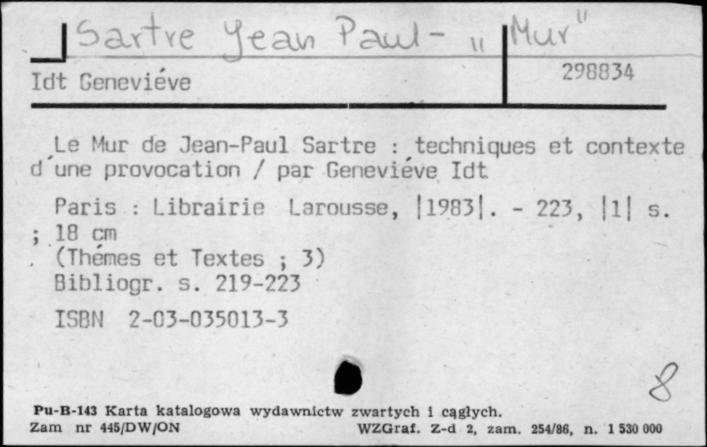 Sartre Jean Paul - „Mur”
Idt Geneviéve
298834
Le Mur de Jean-Paul Sartre : techniques et contexte
d'une provocation / par Geneviéve Idt
Paris : Librairie Larousse, |1983|. - 223, |1| s.
; 18 cm
(Thémes et Textes ; 3)
Bibliogr. s. 219-223
ISBN 2-03-035013-3
8
Pu-B-143 Karta katalogowa wydawnictw zwartych i cągłych.
Zam nr 445/DW/ON WZGraf. Z-d 2, zam. 254/86, n. 1 530 000